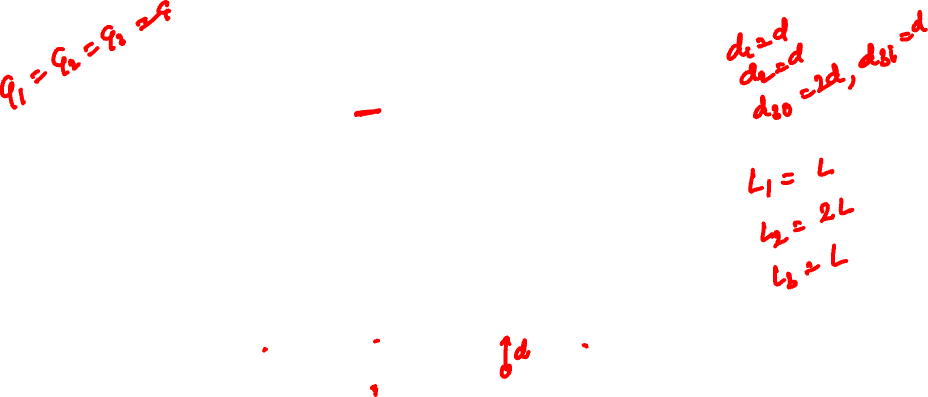 q₁ = q₂ = q₃ = q
d₁ = d
d₂ = d
d₃₀ = 2d, d₃ᵢ = d
L₁ = L
L₂ = 2L
L₃ = L
d